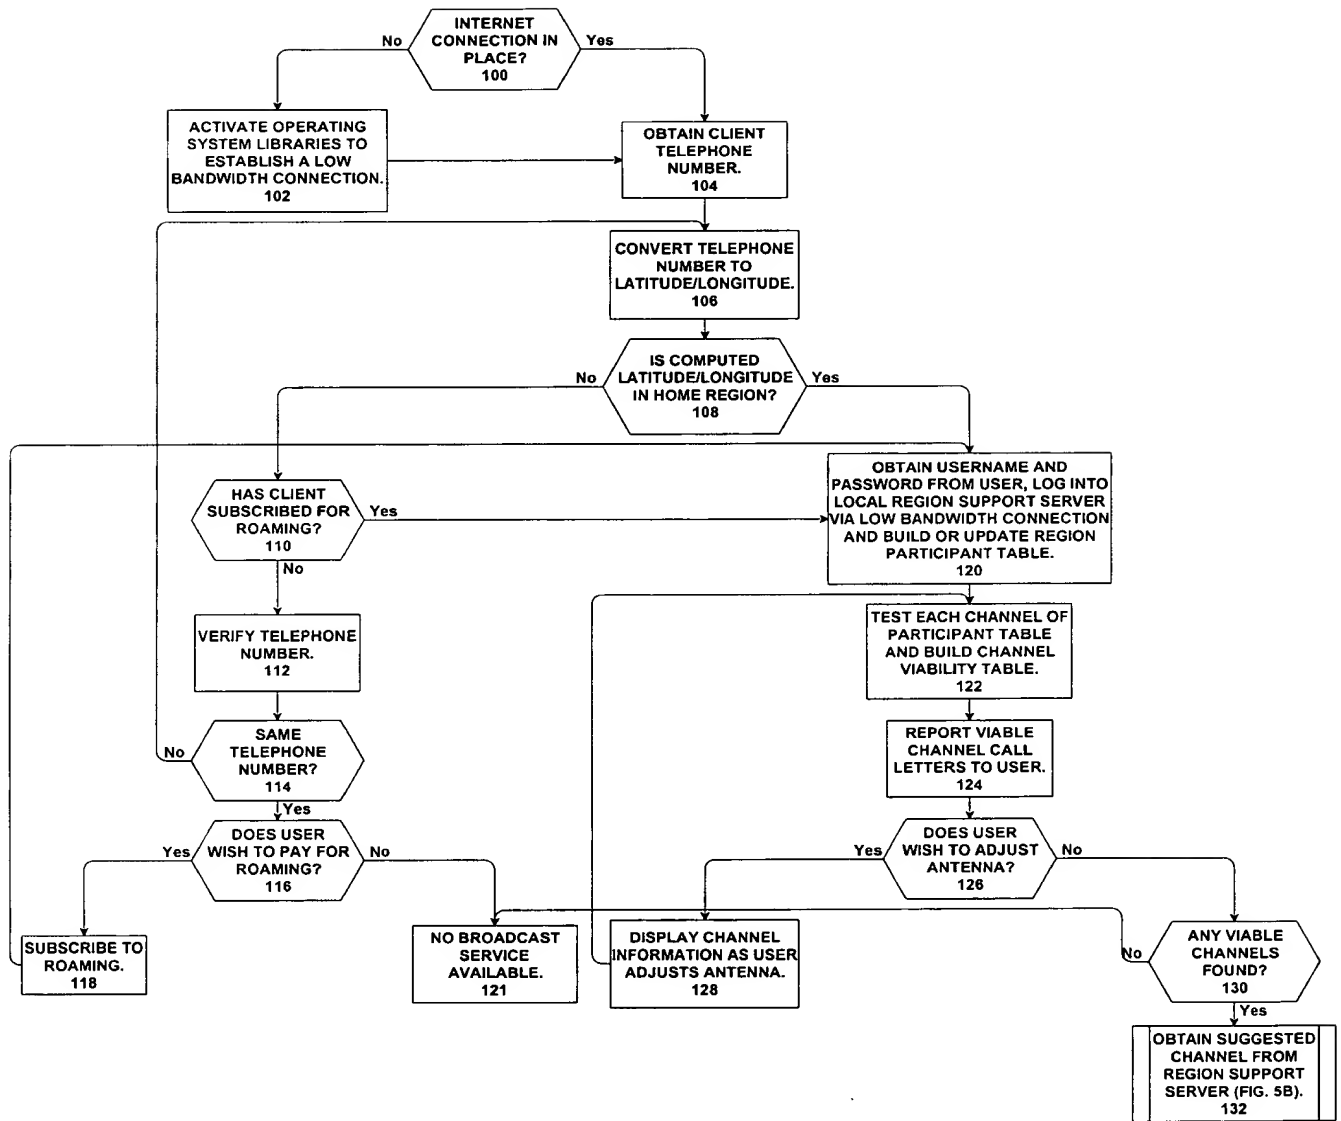 INTERNET
CONNECTION IN
PLACE?
100
No
Yes
ACTIVATE OPERATING
SYSTEM LIBRARIES TO
ESTABLISH A LOW
BANDWIDTH CONNECTION.
102
OBTAIN CLIENT
TELEPHONE
NUMBER.
104
CONVERT TELEPHONE
NUMBER TO
LATITUDE/LONGITUDE.
106
IS COMPUTED
LATITUDE/LONGITUDE
IN HOME REGION?
108
No
Yes
HAS CLIENT
SUBSCRIBED FOR
ROAMING?
110
Yes
No
OBTAIN USERNAME AND
PASSWORD FROM USER, LOG INTO
LOCAL REGION SUPPORT SERVER
VIA LOW BANDWIDTH CONNECTION
AND BUILD OR UPDATE REGION
PARTICIPANT TABLE.
120
VERIFY TELEPHONE
NUMBER.
112
TEST EACH CHANNEL OF
PARTICIPANT TABLE
AND BUILD CHANNEL
VIABILITY TABLE.
122
SAME
TELEPHONE
NUMBER?
114
No
Yes
REPORT VIABLE
CHANNEL CALL
LETTERS TO USER.
124
DOES USER
WISH TO PAY FOR
ROAMING?
116
Yes
No
DOES USER
WISH TO ADJUST
ANTENNA?
126
Yes
No
SUBSCRIBE TO
ROAMING.
118
NO BROADCAST
SERVICE
AVAILABLE.
121
DISPLAY CHANNEL
INFORMATION AS USER
ADJUSTS ANTENNA.
128
ANY VIABLE
CHANNELS
FOUND?
130
No
Yes
OBTAIN SUGGESTED
CHANNEL FROM
REGION SUPPORT
SERVER (FIG. 5B).
132